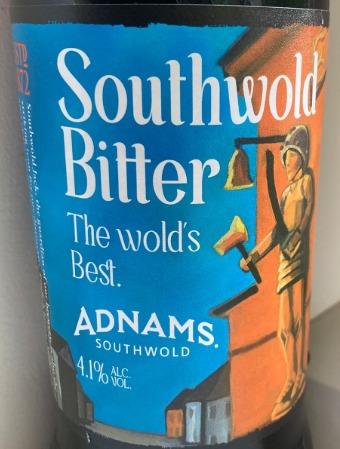 Southwold
Bitter
The wold's
Best.
ADNAMS.
SOUTHWOLD
4.1% ALC.
VOL.